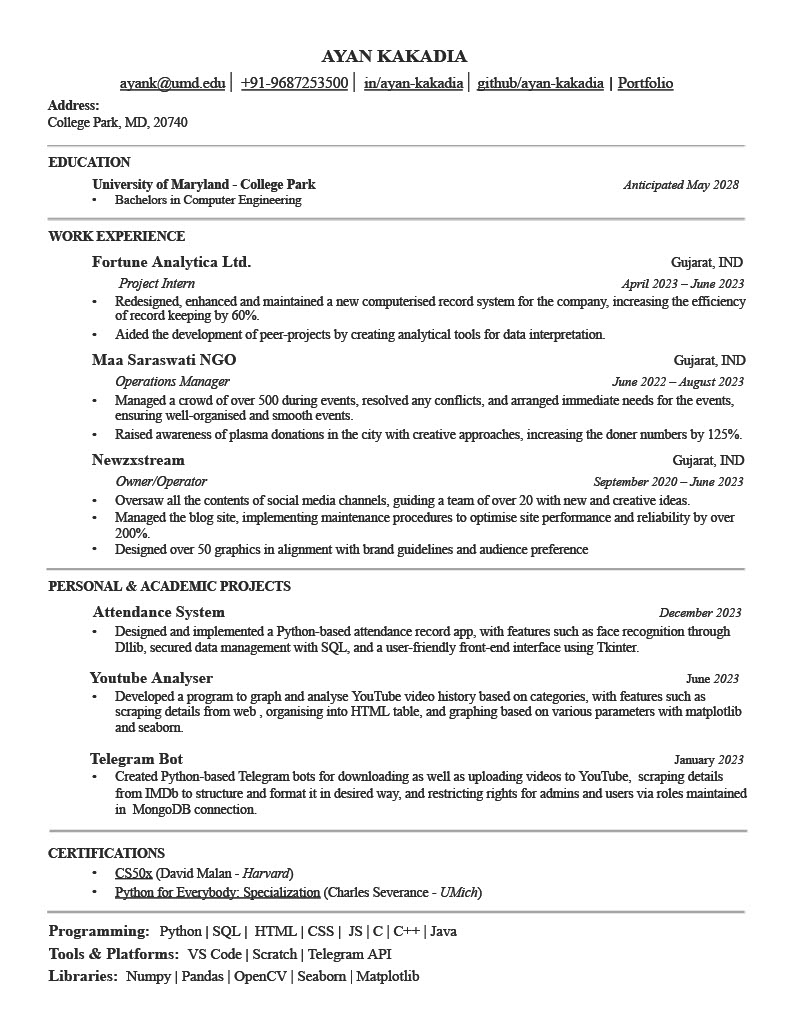 AYAN KAKADIA
ayank@umd.edu | +91-9687253500 | in/ayan-kakadia | github/ayan-kakadia | Portfolio
Address:
College Park, MD, 20740
EDUCATION
University of Maryland - College Park Anticipated May 2028
• Bachelors in Computer Engineering
WORK EXPERIENCE
Fortune Analytica Ltd. Gujarat, IND
Project Intern April 2023 – June 2023
• Redesigned, enhanced and maintained a new computerised record system for the company, increasing the efficiency
of record keeping by 60%.
• Aided the development of peer-projects by creating analytical tools for data interpretation.
Maa Saraswati NGO Gujarat, IND
Operations Manager June 2022 – August 2023
• Managed a crowd of over 500 during events, resolved any conflicts, and arranged immediate needs for the events,
ensuring well-organised and smooth events.
• Raised awareness of plasma donations in the city with creative approaches, increasing the doner numbers by 125%.
Newzxstream Gujarat, IND
Owner/Operator September 2020 – June 2023
• Oversaw all the contents of social media channels, guiding a team of over 20 with new and creative ideas.
• Managed the blog site, implementing maintenance procedures to optimise site performance and reliability by over
200%.
• Designed over 50 graphics in alignment with brand guidelines and audience preference
PERSONAL & ACADEMIC PROJECTS
Attendance System December 2023
• Designed and implemented a Python-based attendance record app, with features such as face recognition through
Dllib, secured data management with SQL, and a user-friendly front-end interface using Tkinter.
Youtube Analyser June 2023
• Developed a program to graph and analyse YouTube video history based on categories, with features such as
scraping details from web , organising into HTML table, and graphing based on various parameters with matplotlib
and seaborn.
Telegram Bot January 2023
• Created Python-based Telegram bots for downloading as well as uploading videos to YouTube, scraping details
from IMDb to structure and format it in desired way, and restricting rights for admins and users via roles maintained
in MongoDB connection.
CERTIFICATIONS
• CS50x (David Malan - Harvard)
• Python for Everybody: Specialization (Charles Severance - UMich)
Programming: Python | SQL | HTML | CSS | JS | C | C++ | Java
Tools & Platforms: VS Code | Scratch | Telegram API
Libraries: Numpy | Pandas | OpenCV | Seaborn | Matplotlib